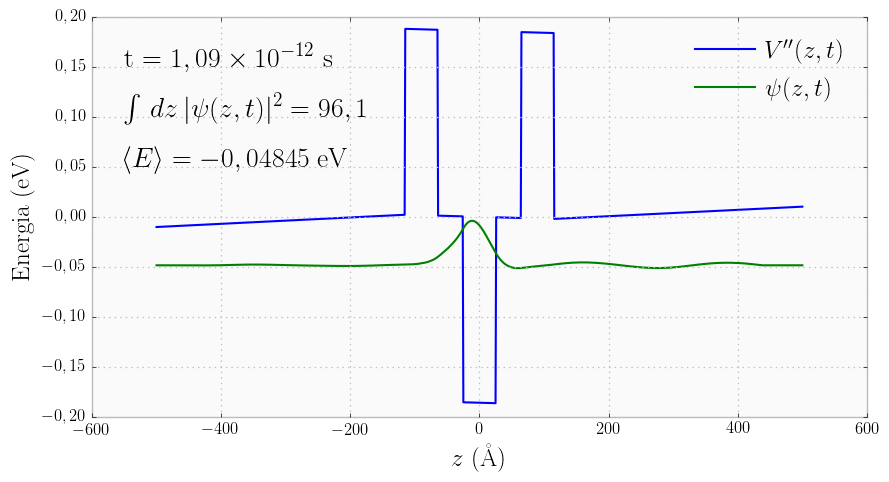 t = 1,09 × 10⁻¹² s
∫ dz |ψ(z, t)|² = 96,1
⟨E⟩ = −0,04845 eV
V′′(z, t)
ψ(z, t)
Energia (eV)
0,20
0,15
0,10
0,05
0,00
−0,05
−0,10
−0,15
−0,20
−600 −400 −200 0 200 400 600
z (Å)